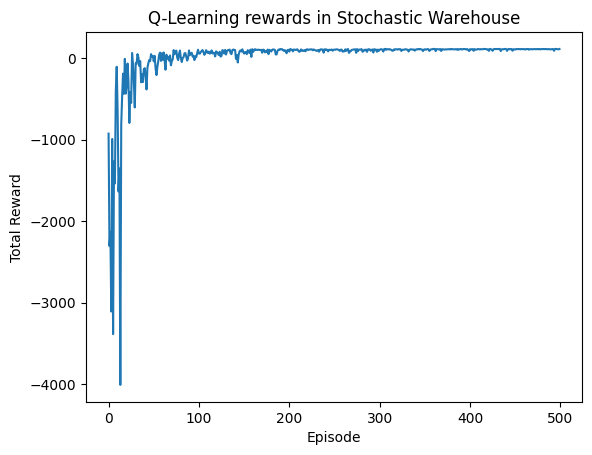 Q-Learning rewards in Stochastic Warehouse
0
−1000
−2000
−3000
−4000
Total Reward
0 100 200 300 400 500
Episode